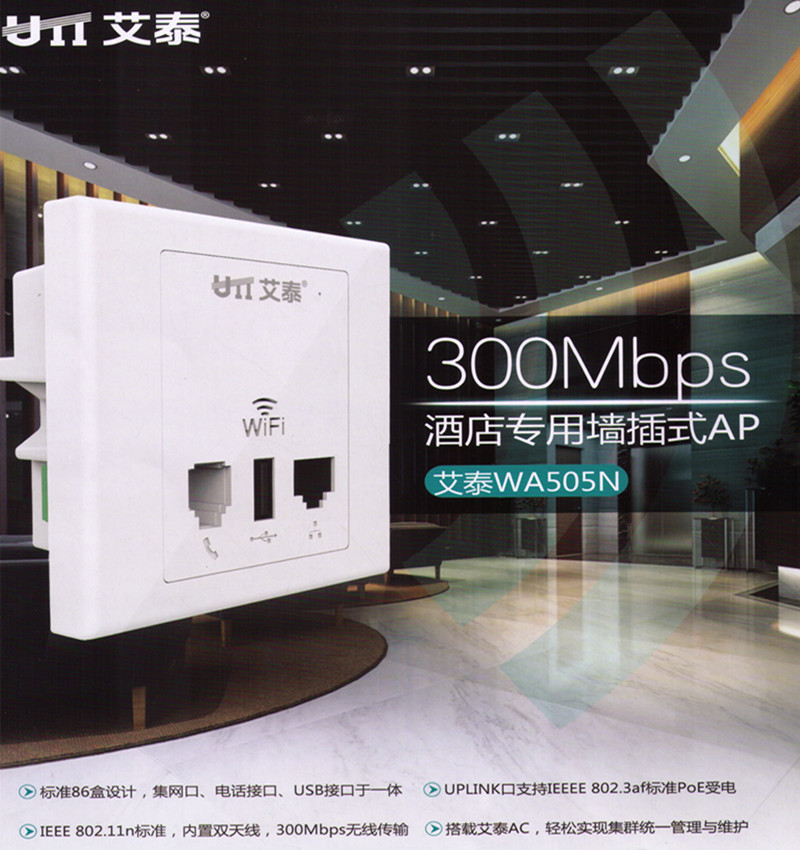 UTT 艾泰®
UTT 艾泰®
WiFi
300Mbps
酒店专用墙插式AP
艾泰WA505N
标准86盒设计，集网口、电话接口、USB接口于一体
UPLINK口支持IEEEE 802.3af标准PoE受电
IEEE 802.11n标准，内置双天线，300Mbps无线传输
搭载艾泰AC，轻松实现集群统一管理与维护